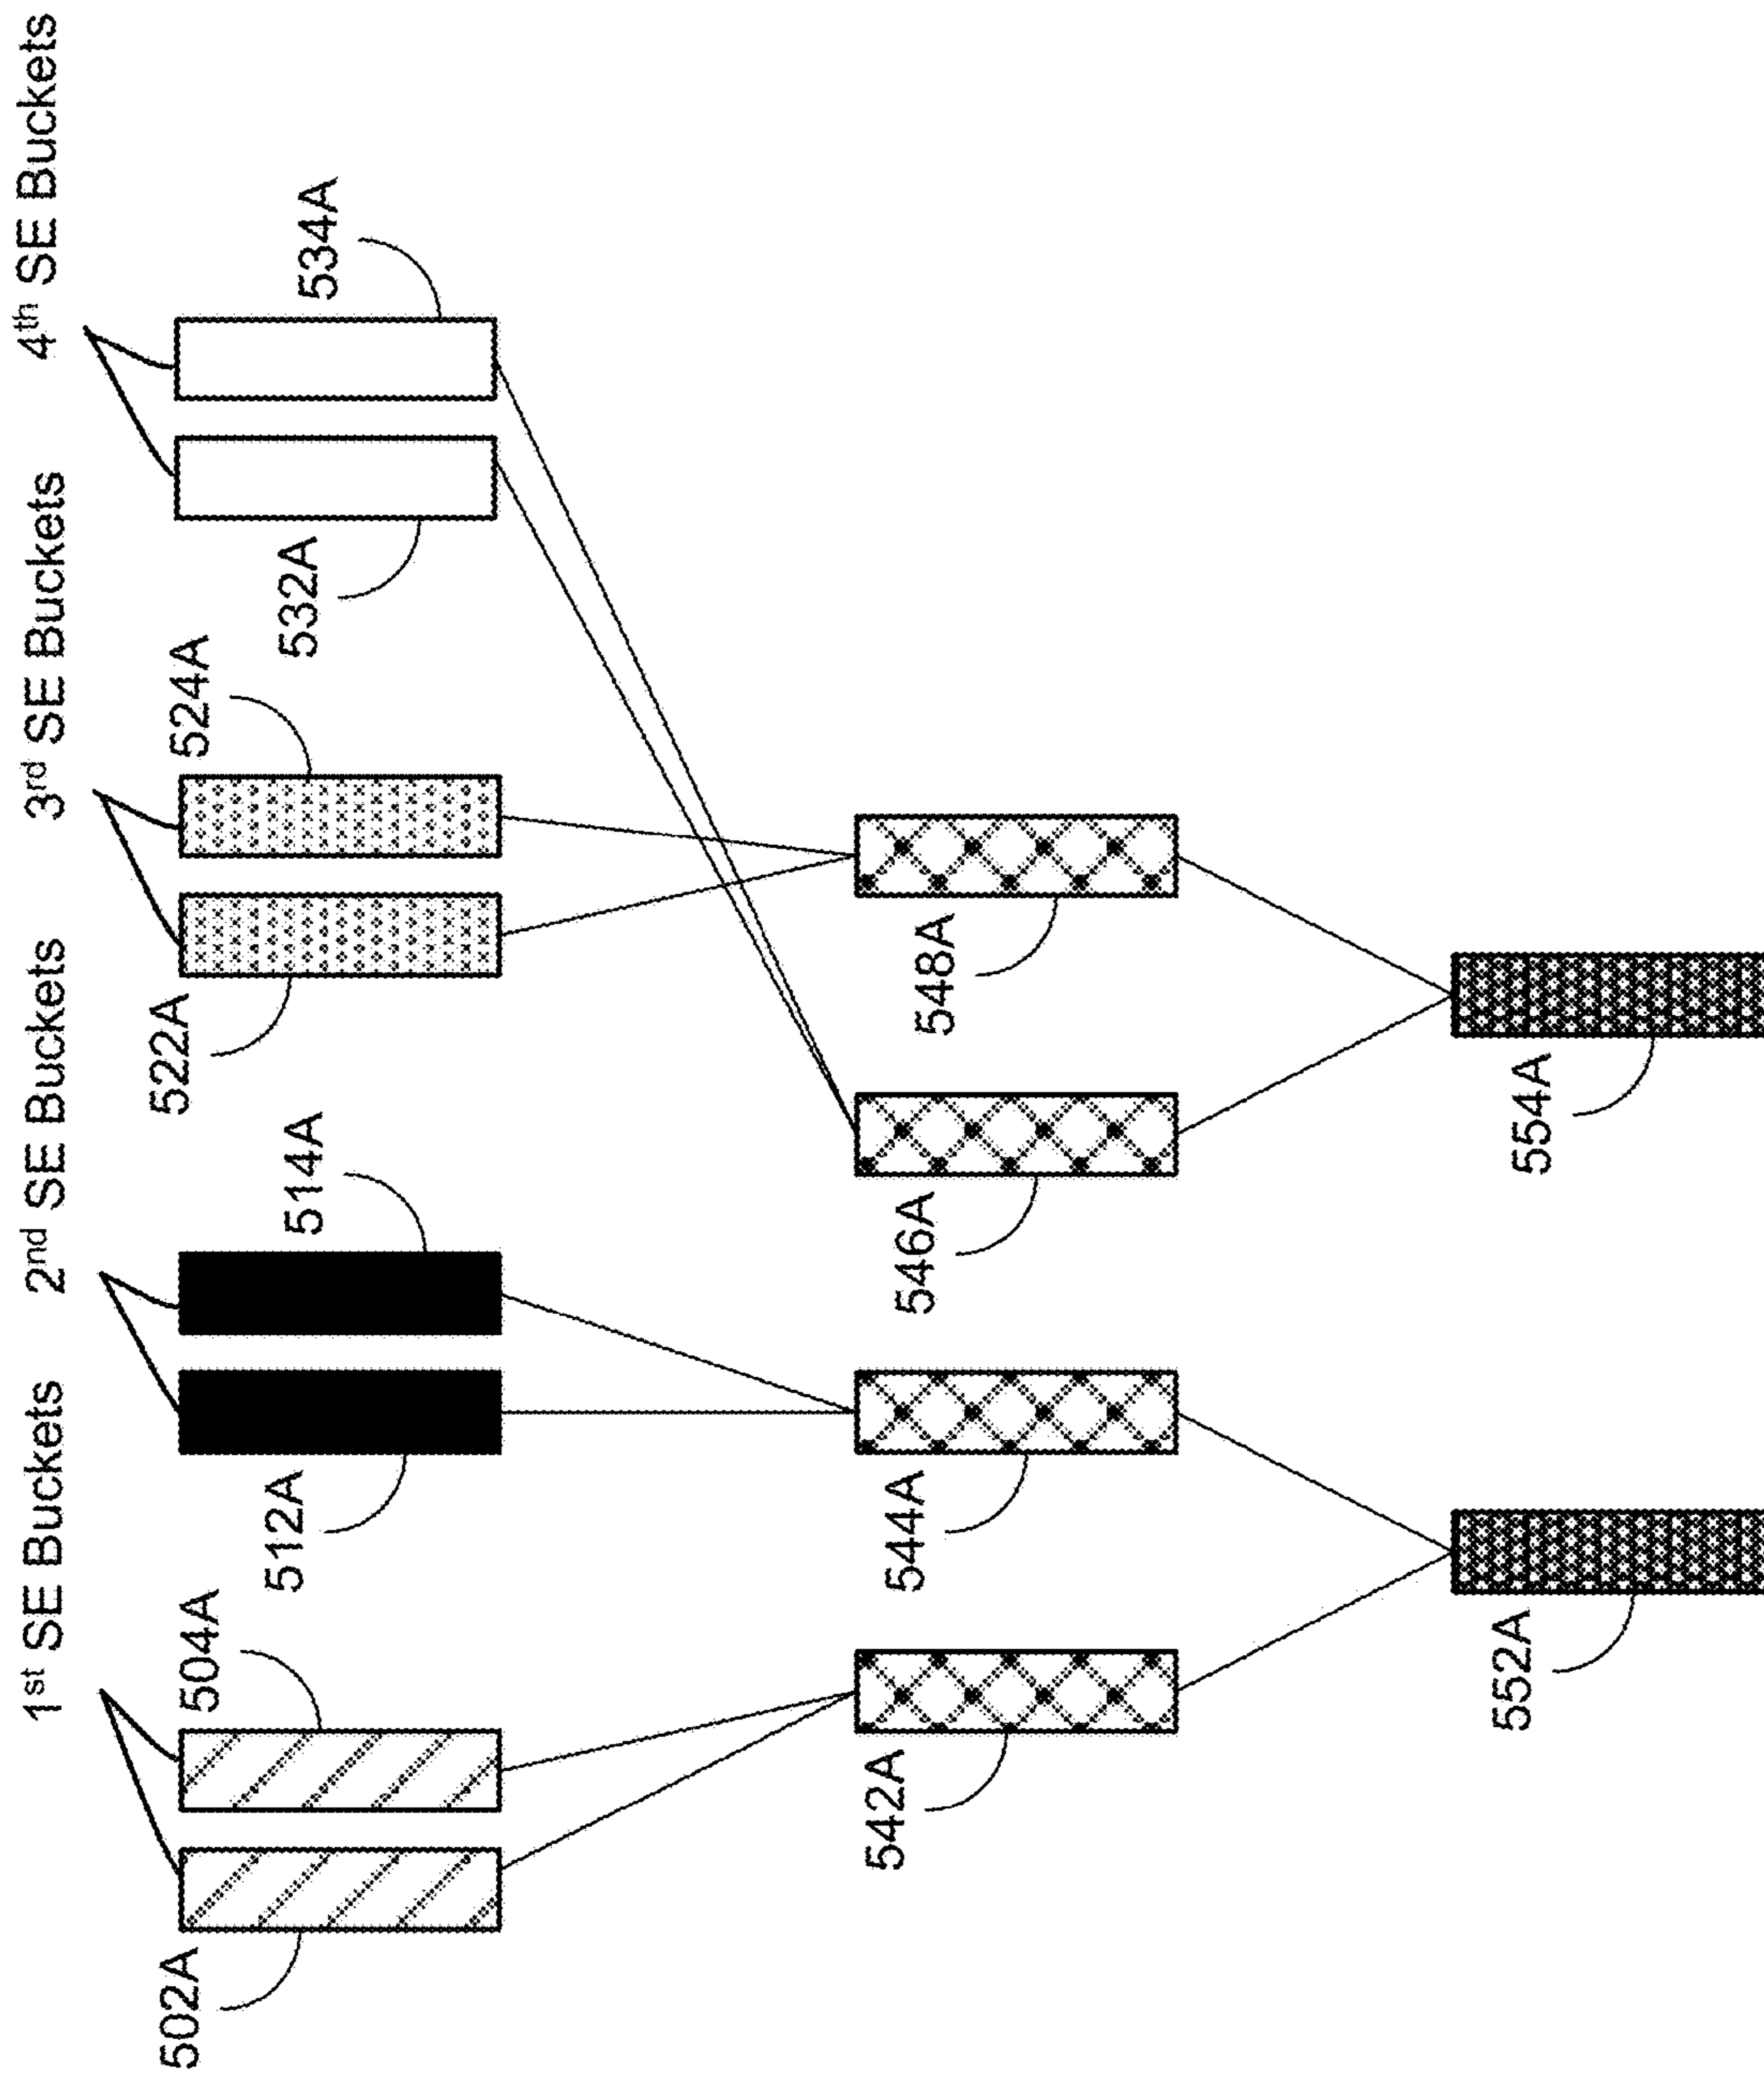 1st SE Buckets
2nd SE Buckets
3rd SE Buckets
4th SE Buckets
502A
504A
512A
514A
522A
524A
532A
534A
542A
544A
546A
548A
552A
554A